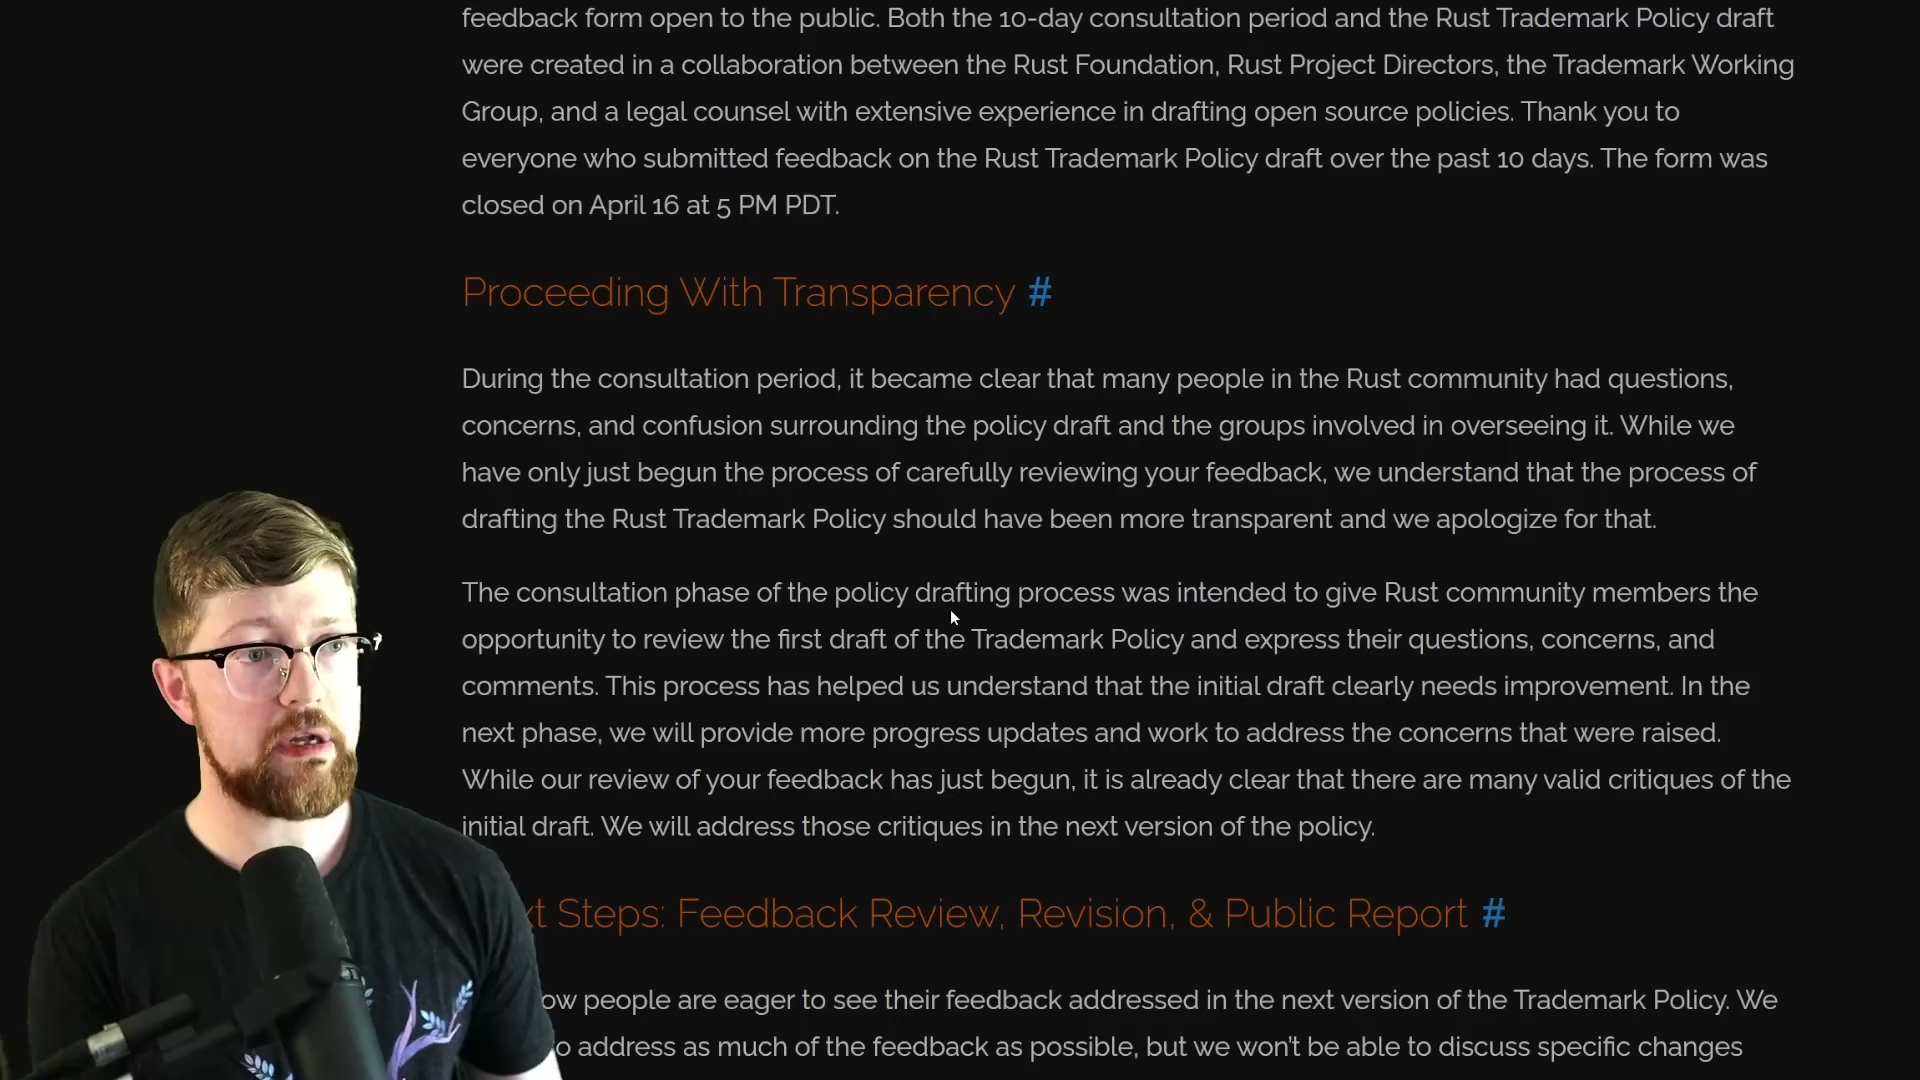 feedback form open to the public. Both the 10-day consultation period and the Rust Trademark Policy draft
were created in a collaboration between the Rust Foundation, Rust Project Directors, the Trademark Working
Group, and a legal counsel with extensive experience in drafting open source policies. Thank you to
everyone who submitted feedback on the Rust Trademark Policy draft over the past 10 days. The form was
closed on April 16 at 5 PM PDT.
Proceeding With Transparency #
During the consultation period, it became clear that many people in the Rust community had questions,
concerns, and confusion surrounding the policy draft and the groups involved in overseeing it. While we
have only just begun the process of carefully reviewing your feedback, we understand that the process of
drafting the Rust Trademark Policy should have been more transparent and we apologize for that.
The consultation phase of the policy drafting process was intended to give Rust community members the
opportunity to review the first draft of the Trademark Policy and express their questions, concerns, and
comments. This process has helped us understand that the initial draft clearly needs improvement. In the
next phase, we will provide more progress updates and work to address the concerns that were raised.
While our review of your feedback has just begun, it is already clear that there are many valid critiques of the
initial draft. We will address those critiques in the next version of the policy.
Steps: Feedback Review, Revision, & Public Report #
people are eager to see their feedback addressed in the next version of the Trademark Policy. We
address as much of the feedback as possible, but we won't be able to discuss specific changes